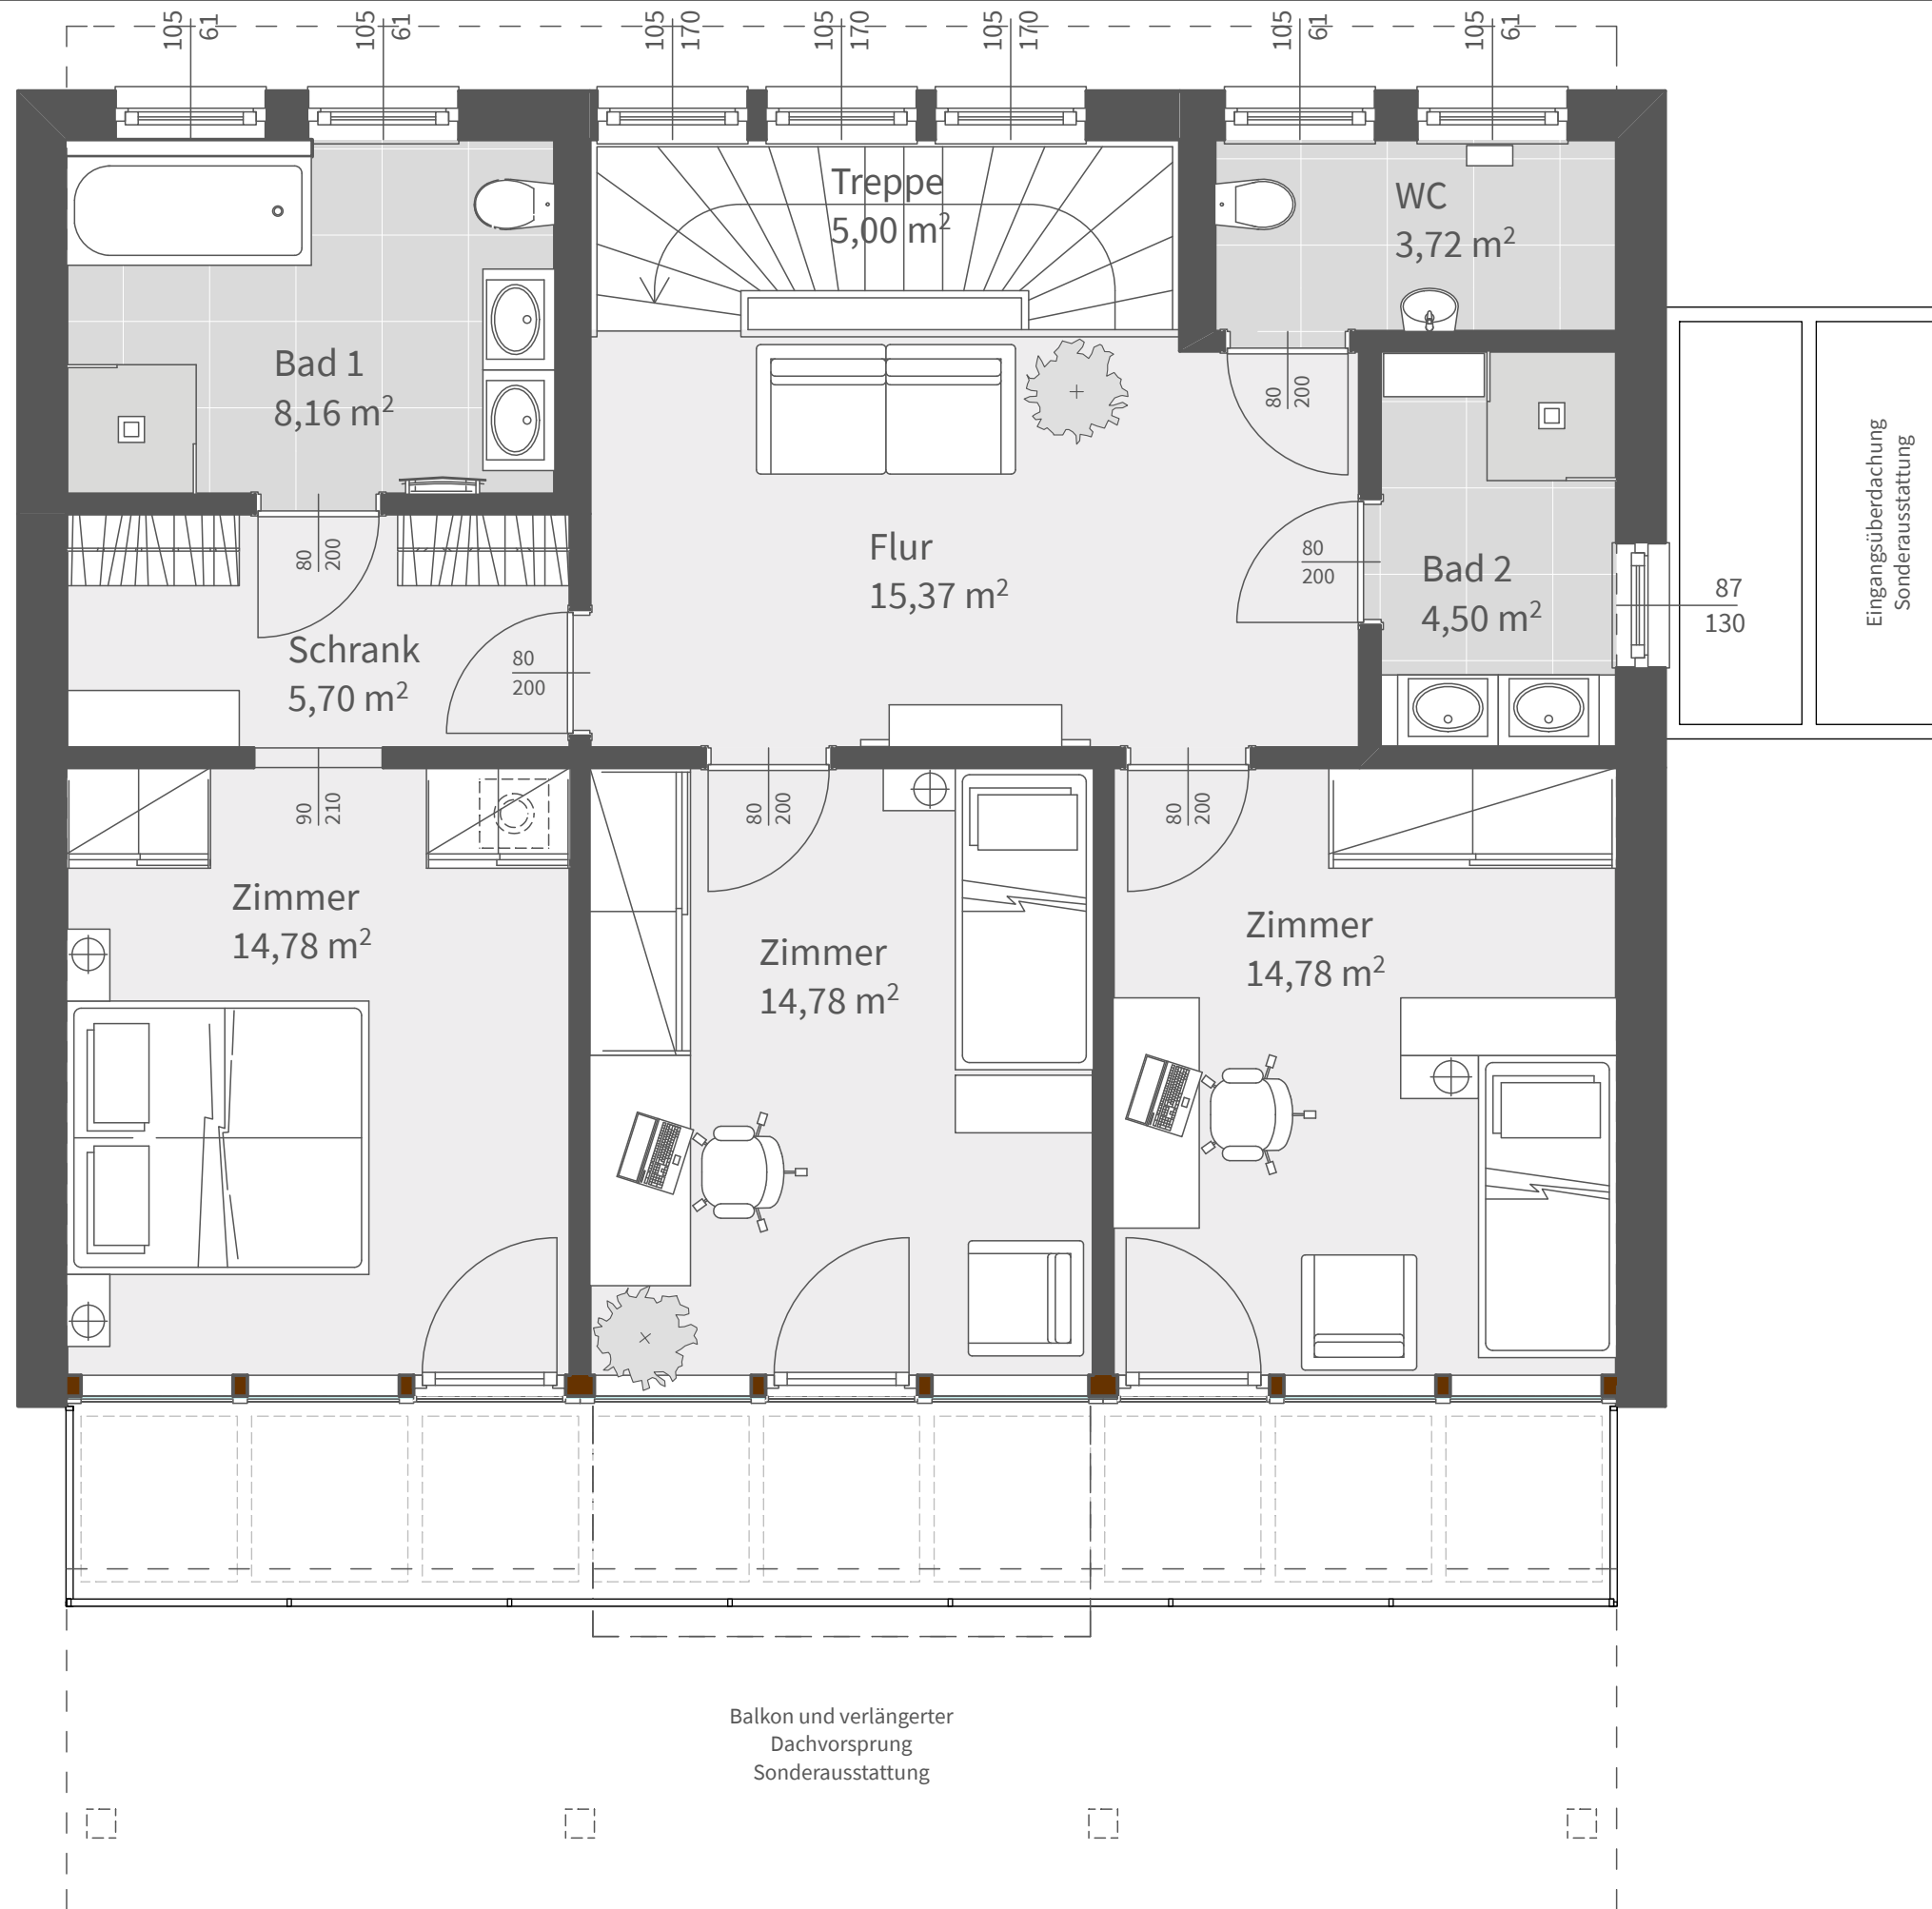 105
61
105
61
105
170
105
170
105
170
105
61
105
61
Treppe
5,00 m²
WC
3,72 m²
Bad 1
8,16 m²
80
200
Eingangsüberdachung
Sonderausstattung
80
200
Flur
15,37 m²
80
200
Bad 2
4,50 m²
87
130
Schrank
5,70 m²
80
200
90
210
80
200
80
200
Zimmer
14,78 m²
Zimmer
14,78 m²
Zimmer
14,78 m²
Balkon und verlängerter
Dachvorsprung
Sonderausstattung